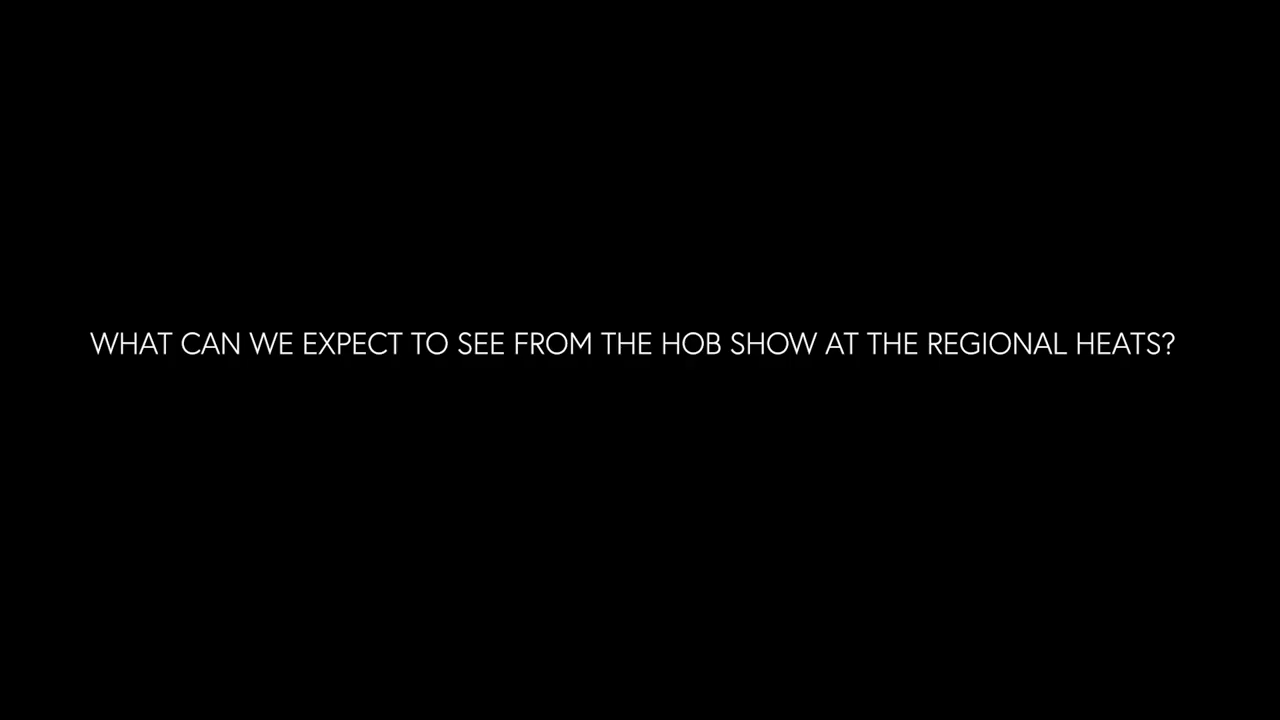 WHAT CAN WE EXPECT TO SEE FROM THE HOB SHOW AT THE REGIONAL HEATS?